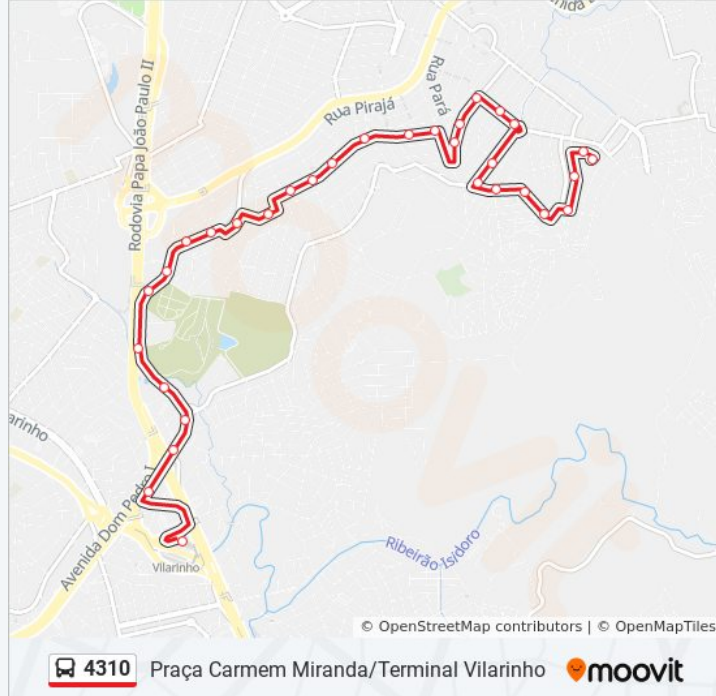 Rua Pará
Rua Pirajá
Rodovia Papa João Paulo II
arinho
Avenida Dom Pedro I
Vilarinho
Ribeirão Isidoro
© OpenStreetMap contributors | © OpenMapTiles
4310 Praça Carmem Miranda/Terminal Vilarinho moovit